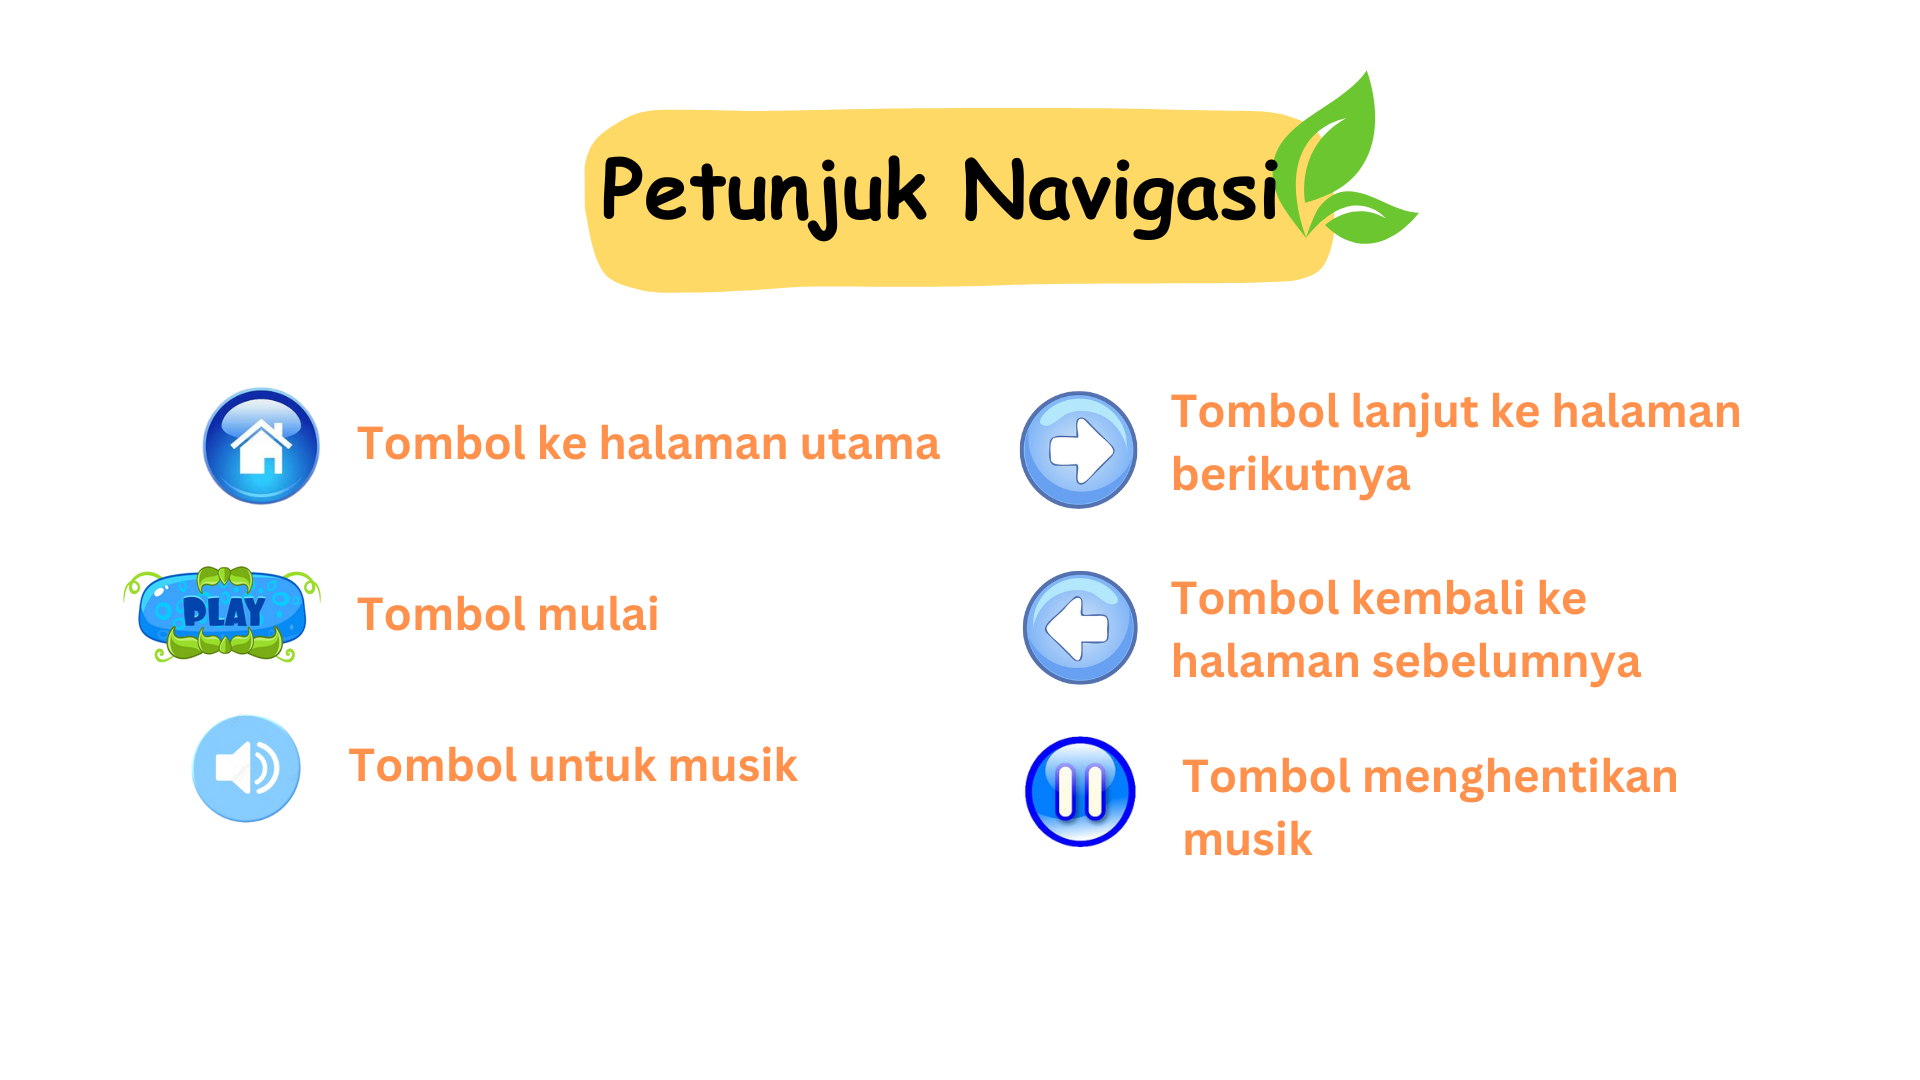 Petunjuk Navigasi
Tombol ke halaman utama
PLAY
Tombol mulai
Tombol untuk musik
Tombol lanjut ke halaman
berikutnya
Tombol kembali ke
halaman sebelumnya
Tombol menghentikan
musik